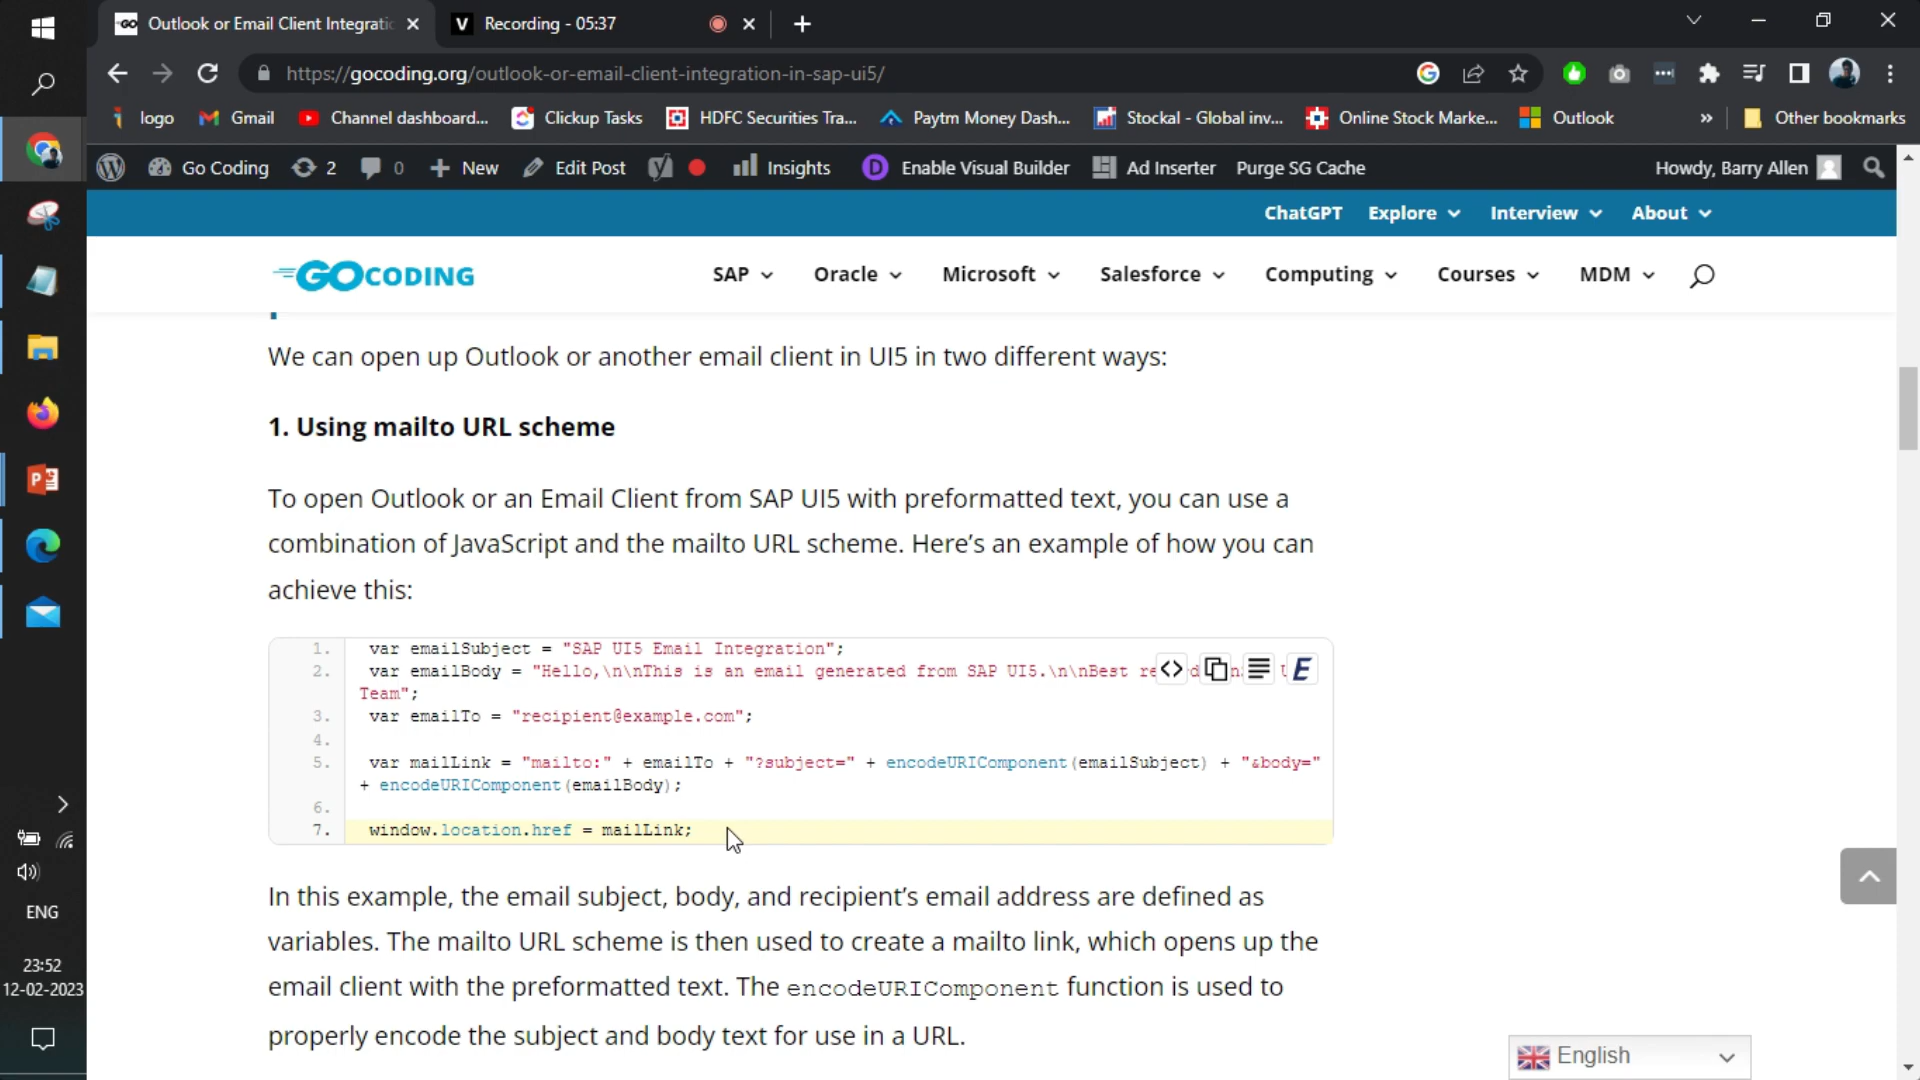 Outlook or Email Client Integratio
V Recording - 05:37
https://gocoding.org/outlook-or-email-client-integration-in-sap-ui5/
logo Gmail Channel dashboard... Clickup Tasks HDFC Securities Tra... Paytm Money Dash... Stockal - Global inv... Online Stock Marke... Outlook » Other bookmarks
Go Coding 2 0 + New Edit Post Insights D Enable Visual Builder Ad Inserter Purge SG Cache Howdy, Barry Allen
ChatGPT Explore Interview About
GOCODING SAP Oracle Microsoft Salesforce Computing Courses MDM
We can open up Outlook or another email client in UI5 in two different ways:
1. Using mailto URL scheme
To open Outlook or an Email Client from SAP UI5 with preformatted text, you can use a
combination of JavaScript and the mailto URL scheme. Here’s an example of how you can
achieve this:
1. var emailSubject = "SAP UI5 Email Integration";
2. var emailBody = "Hello,\n\nThis is an email generated from SAP UI5.\n\nBest
Team";
3. var emailTo = "recipient@example.com";
4.
5. var mailLink = "mailto:" + emailTo + "?subject=" + encodeURIComponent(emailSubject) + "&body="
+ encodeURIComponent(emailBody);
6.
7. window.location.href = mailLink;
In this example, the email subject, body, and recipient’s email address are defined as
variables. The mailto URL scheme is then used to create a mailto link, which opens up the
email client with the preformatted text. The encodeURIComponent function is used to
properly encode the subject and body text for use in a URL.
English
ENG
23:52
12-02-2023